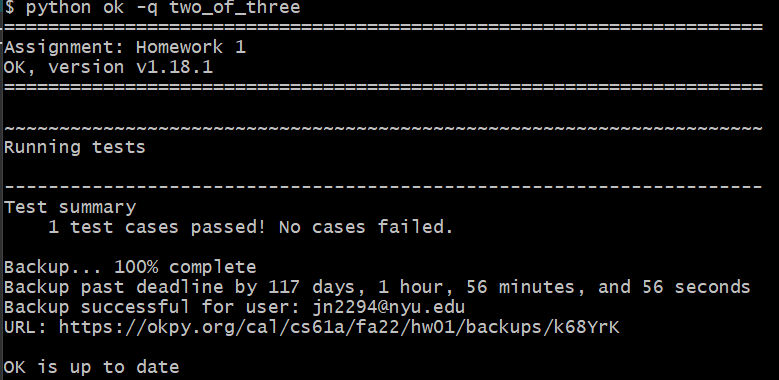 $ python ok -q two_of_three
=====================================================================
Assignment: Homework 1
OK, version v1.18.1
=====================================================================
~~~~~~~~~~~~~~~~~~~~~~~~~~~~~~~~~~~~~~~~~~~~~~~~~~~~~~~~~~~~~~~~~~~~~
Running tests
---------------------------------------------------------------------
Test summary
    1 test cases passed! No cases failed.
Backup... 100% complete
Backup past deadline by 117 days, 1 hour, 56 minutes, and 56 seconds
Backup successful for user: jn2294@nyu.edu
URL: https://okpy.org/cal/cs61a/fa22/hw01/backups/k68YrK
OK is up to date